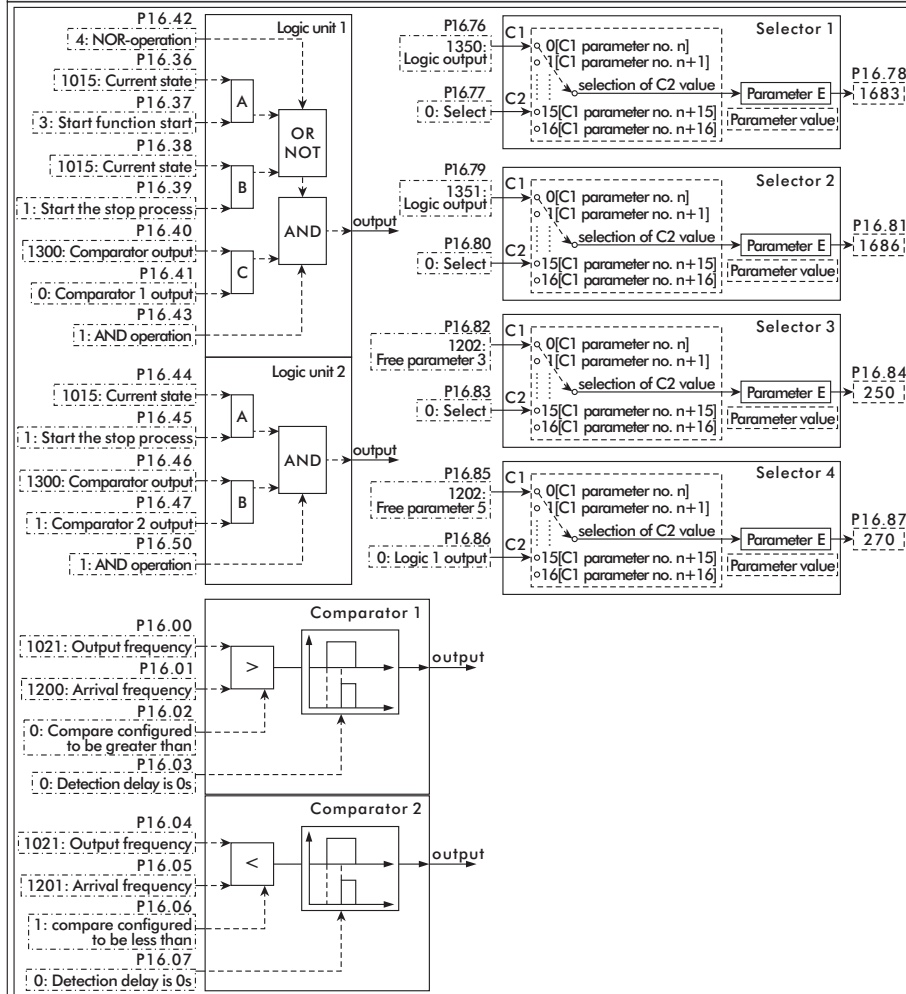 P16.42
4: NOR-operation
P16.36
1015: Current state
P16.37
3: Start function start
P16.38
1015: Current state
P16.39
1: Start the stop process
P16.40
1300: Comparator output
P16.41
0: Comparator 1 output
P16.43
1: AND operation
Logic unit 1
A
B
C
OR
NOT
AND
output
P16.44
1015: Current state
P16.45
1: Start the stop process
P16.46
1300: Comparator output
P16.47
1: Comparator 2 output
P16.50
1: AND operation
Logic unit 2
A
B
AND
output
P16.00
1021: Output frequency
P16.01
1200: Arrival frequency
P16.02
0: Compare configured
to be greater than
P16.03
0: Detection delay is 0s
Comparator 1
>
output
P16.04
1021: Output frequency
P16.05
1201: Arrival frequency
P16.06
1: compare configured
to be less than
P16.07
0: Detection delay is 0s
Comparator 2
<
output
P16.76
1350:
Logic output
P16.77
0: Select
C1
C2
Selector 1
0[C1 parameter no. n]
1[C1 parameter no. n+1]
selection of C2 value
15[C1 parameter no. n+15]
16[C1 parameter no. n+16]
Parameter E
Parameter value
P16.78
1683
P16.79
1351:
Logic output
P16.80
0: Select
C1
C2
Selector 2
0[C1 parameter no. n]
1[C1 parameter no. n+1]
selection of C2 value
15[C1 parameter no. n+15]
16[C1 parameter no. n+16]
Parameter E
Parameter value
P16.81
1686
P16.82
1202:
Free parameter 3
P16.83
0: Select
C1
C2
Selector 3
0[C1 parameter no. n]
1[C1 parameter no. n+1]
selection of C2 value
15[C1 parameter no. n+15]
16[C1 parameter no. n+16]
Parameter E
Parameter value
P16.84
250
P16.85
1202:
Free parameter 5
P16.86
0: Logic 1 output
C1
C2
Selector 4
0[C1 parameter no. n]
1[C1 parameter no. n+1]
selection of C2 value
15[C1 parameter no. n+15]
16[C1 parameter no. n+16]
Parameter E
Parameter value
P16.87
270